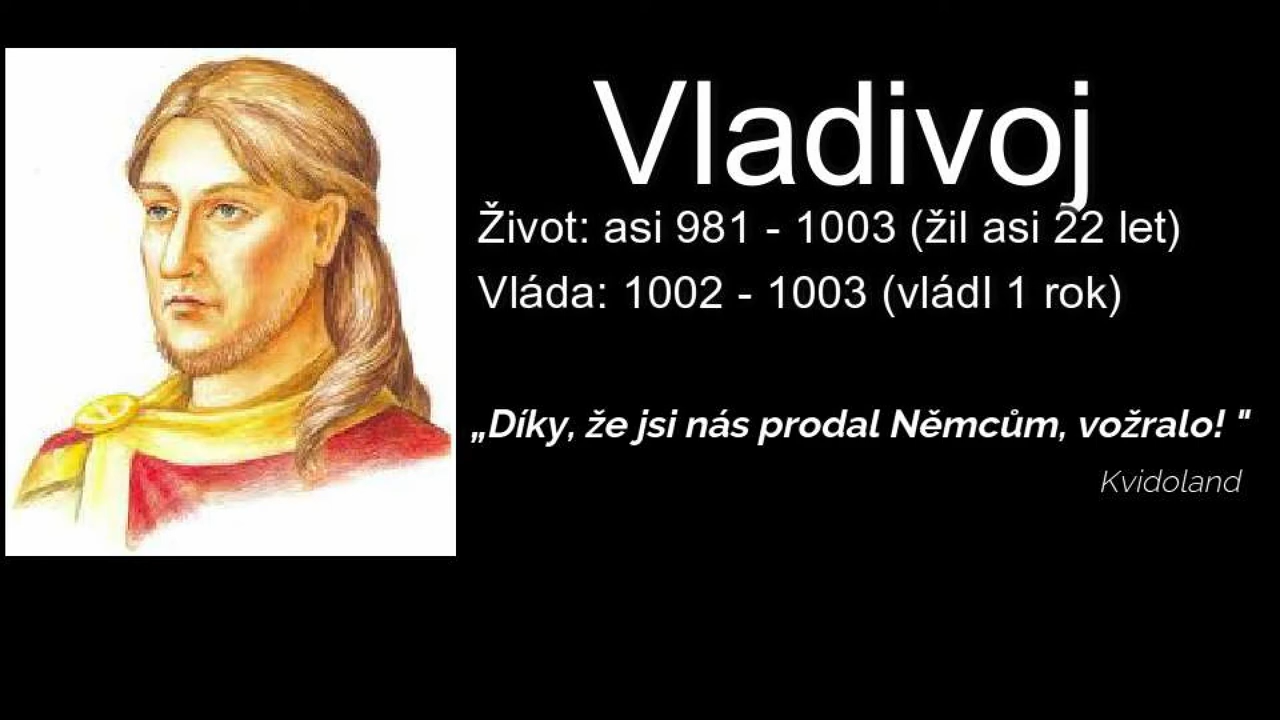 Vladivoj
Život: asi 981 - 1003 (žil asi 22 let)
Vláda: 1002 - 1003 (vládl 1 rok)
„Díky, že jsi nás prodal Němcům, vožralo! "
Kvidoland